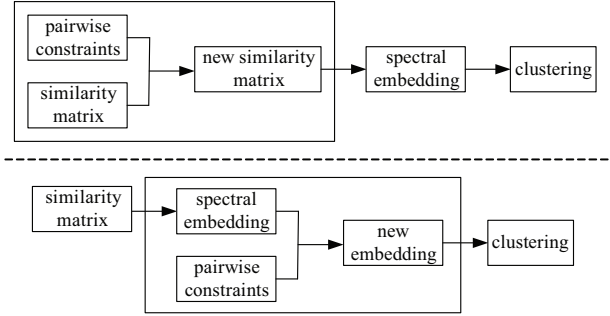 pairwise
constraints
similarity
matrix
new similarity
matrix
spectral
embedding
clustering
similarity
matrix
spectral
embedding
pairwise
constraints
new
embedding
clustering